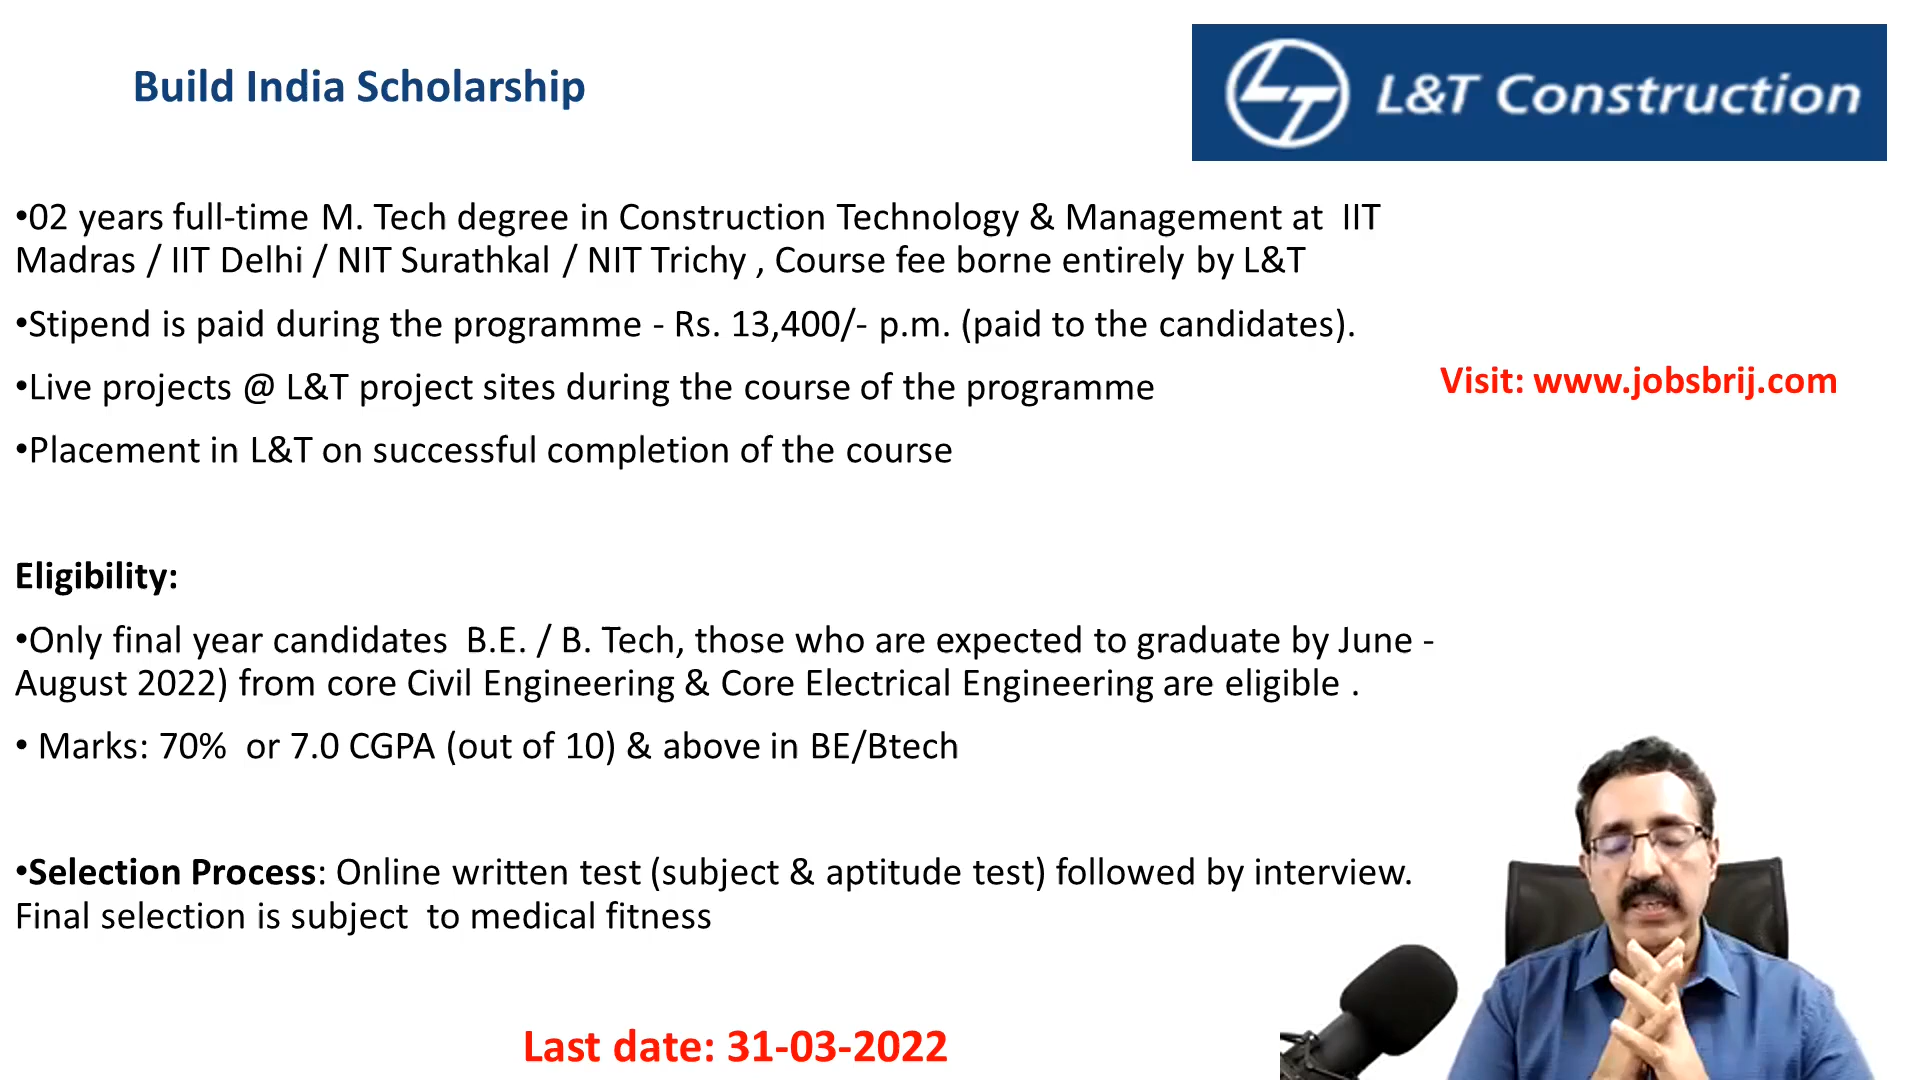 Build India Scholarship
LT L&T Construction
•02 years full-time M. Tech degree in Construction Technology & Management at  IIT
Madras / IIT Delhi / NIT Surathkal / NIT Trichy , Course fee borne entirely by L&T
•Stipend is paid during the programme - Rs. 13,400/- p.m. (paid to the candidates).
•Live projects @ L&T project sites during the course of the programme
Visit: www.jobsbrij.com
•Placement in L&T on successful completion of the course
Eligibility:
•Only final year candidates  B.E. / B. Tech, those who are expected to graduate by June -
August 2022) from core Civil Engineering & Core Electrical Engineering are eligible .
• Marks: 70%  or 7.0 CGPA (out of 10) & above in BE/Btech
•Selection Process: Online written test (subject & aptitude test) followed by interview.
Final selection is subject  to medical fitness
Last date: 31-03-2022